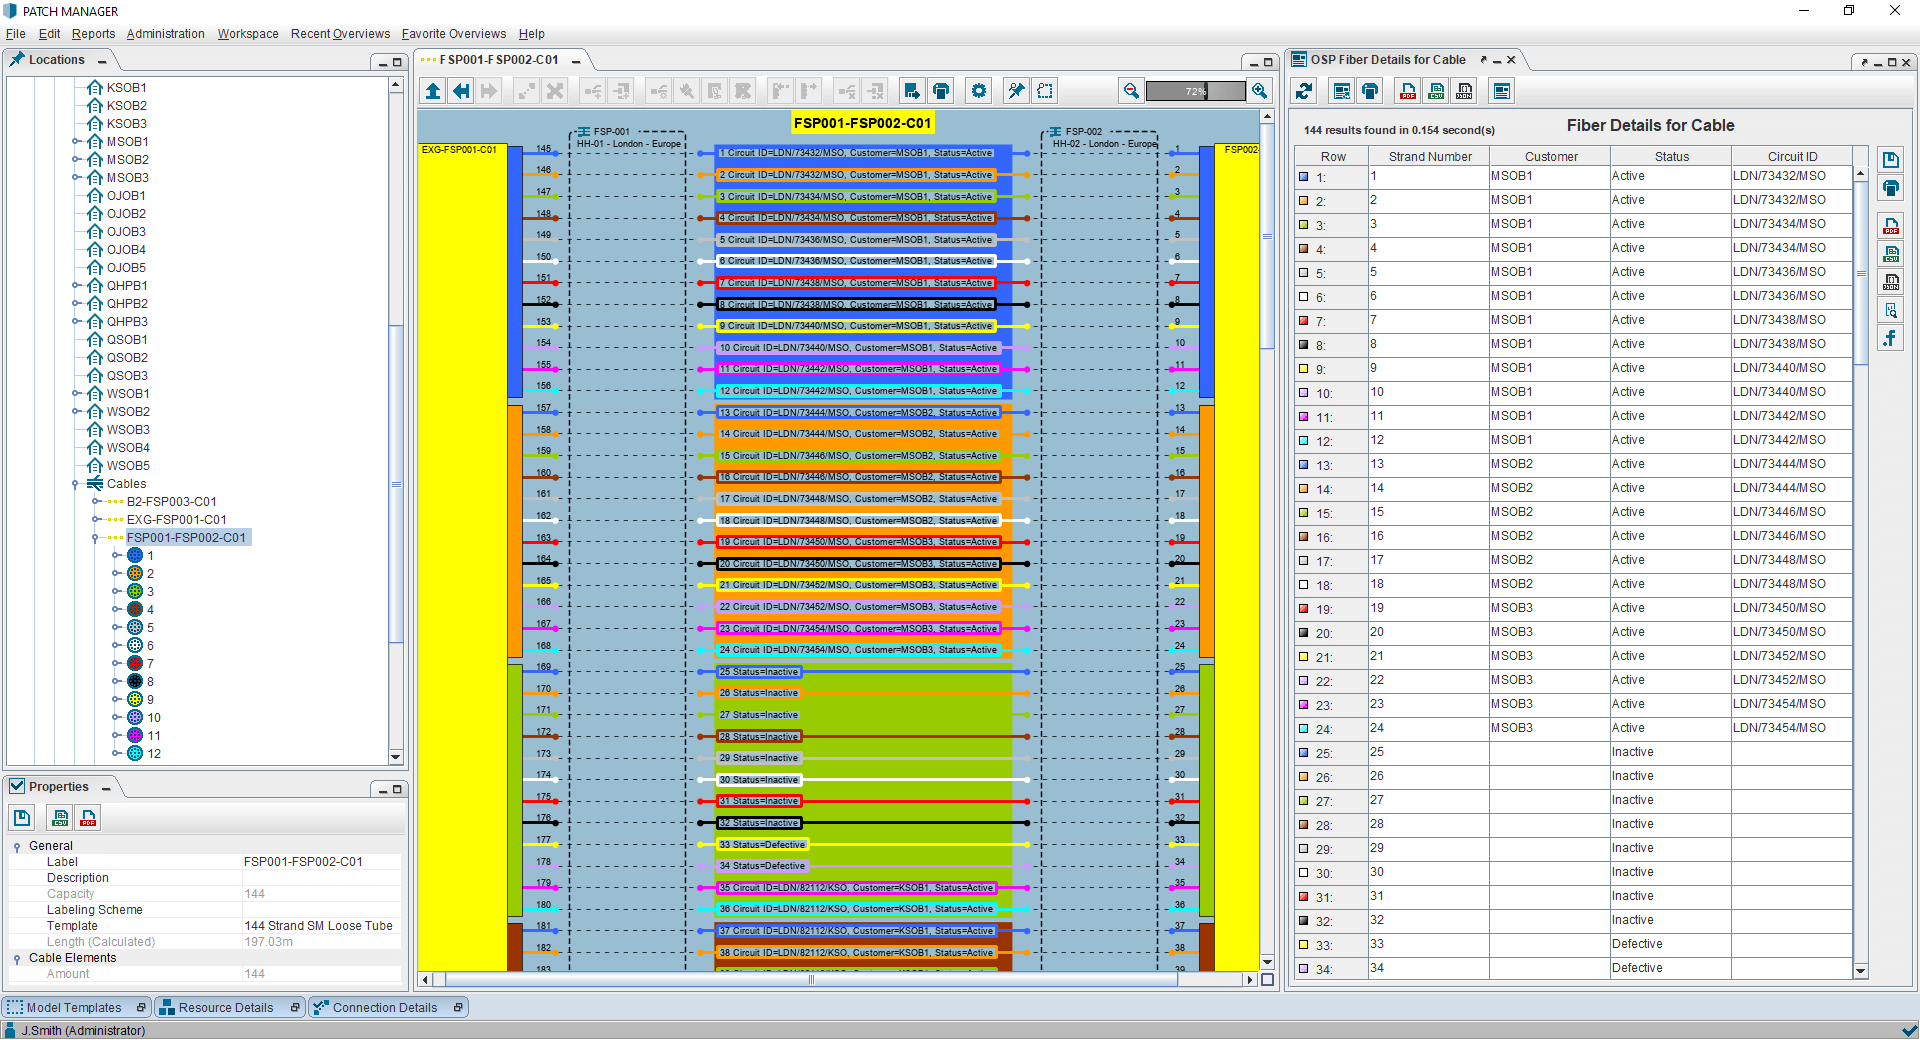 PATCH MANAGER
File Edit Reports Administration Workspace Recent Overviews Favorite Overviews Help
Locations
KSOB1
KSOB2
KSOB3
MSOB1
MSOB2
MSOB3
OJOB1
OJOB2
OJOB3
OJOB4
OJOB5
QHPB1
QHPB2
QHPB3
QSOB1
QSOB2
QSOB3
WSOB1
WSOB2
WSOB3
WSOB4
WSOB5
Cables
B2-FSP003-C01
EXG-FSP001-C01
FSP001-FSP002-C01
1
2
3
4
5
6
7
8
9
10
11
12
Properties
General
Label FSP001-FSP002-C01
Description
Capacity 144
Labeling Scheme
Template 144 Strand SM Loose Tube
Length (Calculated) 197.03m
Cable Elements
Amount 144
FSP001-FSP002-C01
72%
FSP001-FSP002-C01
FSP-001
HH-01 - London - Europe
FSP-002
HH-02 - London - Europe
EXG-FSP001-C01
FSP002-
145 1 Circuit ID=LDN/73432/MSO, Customer=MSOB1, Status=Active 1
146 2 Circuit ID=LDN/73432/MSO, Customer=MSOB1, Status=Active 2
147 3 Circuit ID=LDN/73434/MSO, Customer=MSOB1, Status=Active 3
148 4 Circuit ID=LDN/73434/MSO, Customer=MSOB1, Status=Active 4
149 5 Circuit ID=LDN/73436/MSO, Customer=MSOB1, Status=Active 5
150 6 Circuit ID=LDN/73436/MSO, Customer=MSOB1, Status=Active 6
151 7 Circuit ID=LDN/73438/MSO, Customer=MSOB1, Status=Active 7
152 8 Circuit ID=LDN/73438/MSO, Customer=MSOB1, Status=Active 8
153 9 Circuit ID=LDN/73440/MSO, Customer=MSOB1, Status=Active 9
154 10 Circuit ID=LDN/73440/MSO, Customer=MSOB1, Status=Active 10
155 11 Circuit ID=LDN/73442/MSO, Customer=MSOB1, Status=Active 11
156 12 Circuit ID=LDN/73442/MSO, Customer=MSOB1, Status=Active 12
157 13 Circuit ID=LDN/73444/MSO, Customer=MSOB2, Status=Active 13
158 14 Circuit ID=LDN/73444/MSO, Customer=MSOB2, Status=Active 14
159 15 Circuit ID=LDN/73446/MSO, Customer=MSOB2, Status=Active 15
160 16 Circuit ID=LDN/73446/MSO, Customer=MSOB2, Status=Active 16
161 17 Circuit ID=LDN/73448/MSO, Customer=MSOB2, Status=Active 17
162 18 Circuit ID=LDN/73448/MSO, Customer=MSOB2, Status=Active 18
163 19 Circuit ID=LDN/73450/MSO, Customer=MSOB3, Status=Active 19
164 20 Circuit ID=LDN/73450/MSO, Customer=MSOB3, Status=Active 20
165 21 Circuit ID=LDN/73452/MSO, Customer=MSOB3, Status=Active 21
166 22 Circuit ID=LDN/73452/MSO, Customer=MSOB3, Status=Active 22
167 23 Circuit ID=LDN/73454/MSO, Customer=MSOB3, Status=Active 23
168 24 Circuit ID=LDN/73454/MSO, Customer=MSOB3, Status=Active 24
169 25 Status=Inactive 25
170 26 Status=Inactive 26
171 27 Status=Inactive 27
172 28 Status=Inactive 28
173 29 Status=Inactive 29
174 30 Status=Inactive 30
175 31 Status=Inactive 31
176 32 Status=Inactive 32
177 33 Status=Defective 33
178 34 Status=Defective 34
179 35 Circuit ID=LDN/82112/KSO, Customer=KSOB1, Status=Active 35
180 36 Circuit ID=LDN/82112/KSO, Customer=KSOB1, Status=Active 36
181 37 Circuit ID=LDN/82112/KSO, Customer=KSOB1, Status=Active 37
182 38 Circuit ID=LDN/82112/KSO, Customer=KSOB1, Status=Active 38
183 39
OSP Fiber Details for Cable
144 results found in 0.154 second(s) Fiber Details for Cable
Row Strand Number Customer Status Circuit ID
1: 1 MSOB1 Active LDN/73432/MSO
2: 2 MSOB1 Active LDN/73432/MSO
3: 3 MSOB1 Active LDN/73434/MSO
4: 4 MSOB1 Active LDN/73434/MSO
5: 5 MSOB1 Active LDN/73436/MSO
6: 6 MSOB1 Active LDN/73436/MSO
7: 7 MSOB1 Active LDN/73438/MSO
8: 8 MSOB1 Active LDN/73438/MSO
9: 9 MSOB1 Active LDN/73440/MSO
10: 10 MSOB1 Active LDN/73440/MSO
11: 11 MSOB1 Active LDN/73442/MSO
12: 12 MSOB1 Active LDN/73442/MSO
13: 13 MSOB2 Active LDN/73444/MSO
14: 14 MSOB2 Active LDN/73444/MSO
15: 15 MSOB2 Active LDN/73446/MSO
16: 16 MSOB2 Active LDN/73446/MSO
17: 17 MSOB2 Active LDN/73448/MSO
18: 18 MSOB2 Active LDN/73448/MSO
19: 19 MSOB3 Active LDN/73450/MSO
20: 20 MSOB3 Active LDN/73450/MSO
21: 21 MSOB3 Active LDN/73452/MSO
22: 22 MSOB3 Active LDN/73452/MSO
23: 23 MSOB3 Active LDN/73454/MSO
24: 24 MSOB3 Active LDN/73454/MSO
25: 25 Inactive
26: 26 Inactive
27: 27 Inactive
28: 28 Inactive
29: 29 Inactive
30: 30 Inactive
31: 31 Inactive
32: 32 Inactive
33: 33 Defective
34: 34 Defective
Model Templates Resource Details Connection Details
J.Smith (Administrator)